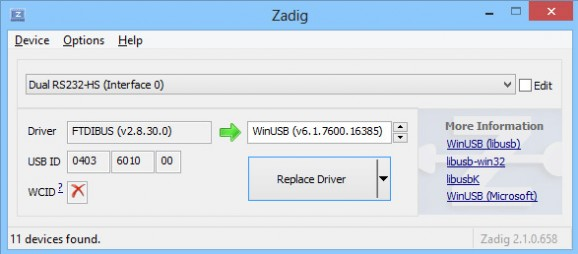 Zadig
Device Options Help
Dual RS232-HS (Interface 0) Edit
Driver FTDIBUS (v2.8.30.0) WinUSB (v6.1.7600.16385)
USB ID 0403 6010 00
WCID ?
Replace Driver
More Information
WinUSB (libusb)
libusb-win32
libusbK
WinUSB (Microsoft)
11 devices found. Zadig 2.1.0.658